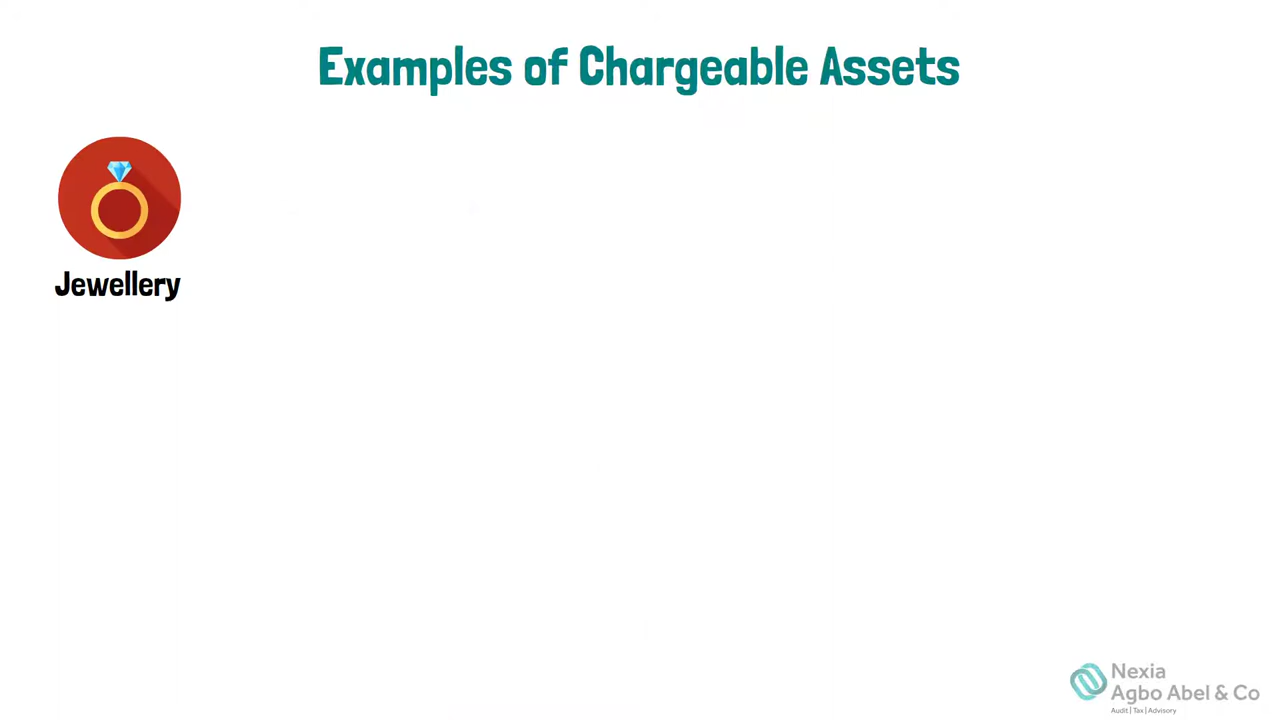 Examples of Chargeable Assets
Jewellery
Nexia
Agbo Abel & Co
Audit | Tax | Advisory